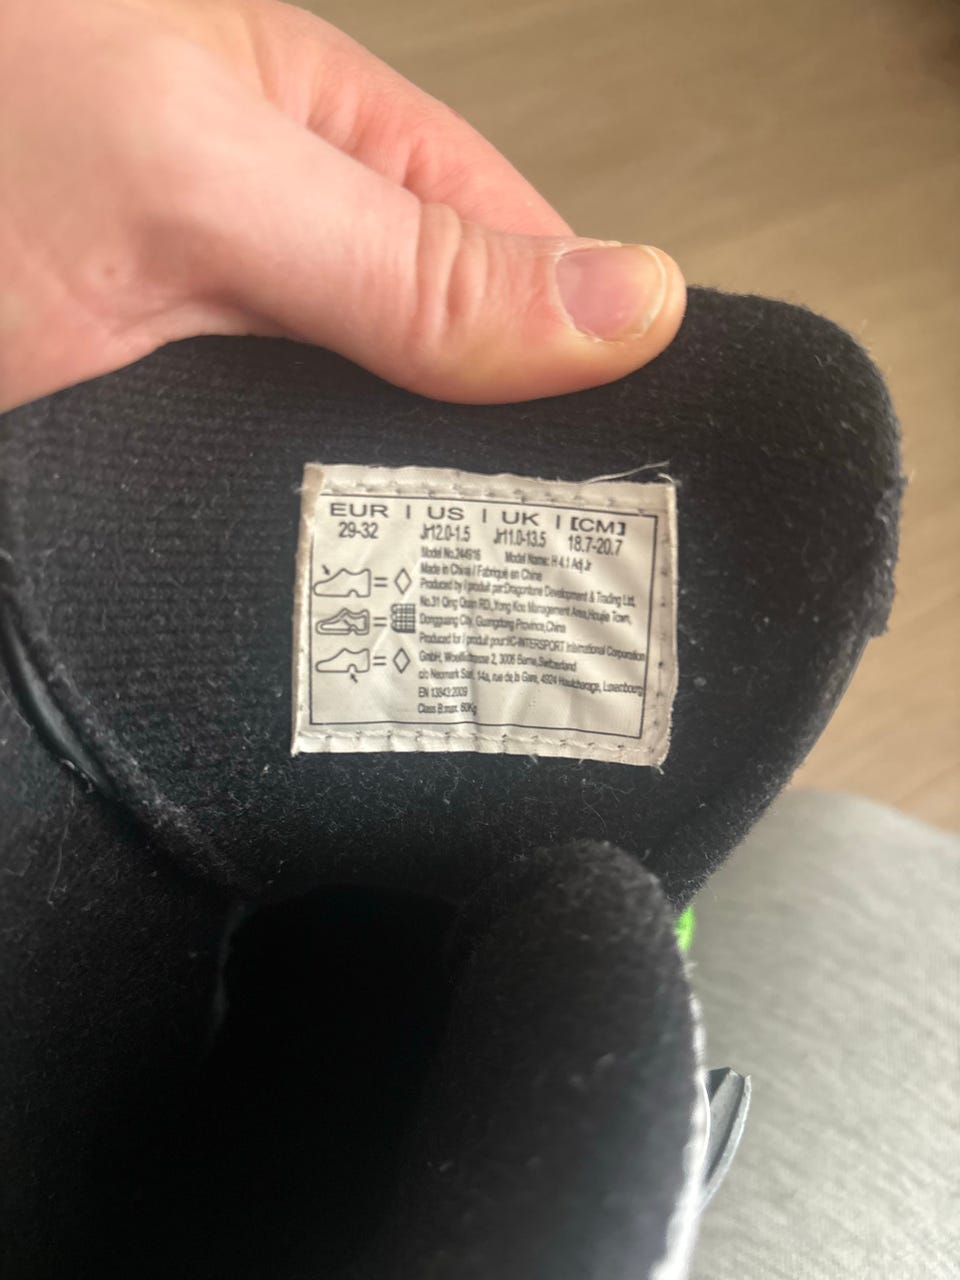 EUR | US | UK | [CM]
29-32 Jr12.0-1.5 Jr11.0-13.5 18.7-20.7
Model No.244916 Model Name: H 4.1 Adj Jr
Made in China / Fabriqué en Chine
Produced by / produit par:Dragontone Development & Trading Ltd,
No.31 Qing Quan RD.,Yong Kou Management Area,Houjie Town,
Dongguang City, Guangdong Province,China
Produced for / produit pour:IIC-INTERSPORT International Corporation
GmbH, Woelflistrasse 2, 3006 Berne,Switzerland
c/o Neomark Sarl, 14a, rue de la Gare, 4924 Hautcharage, Luxembourg
EN 13843:2009
Class B:max. 60Kg